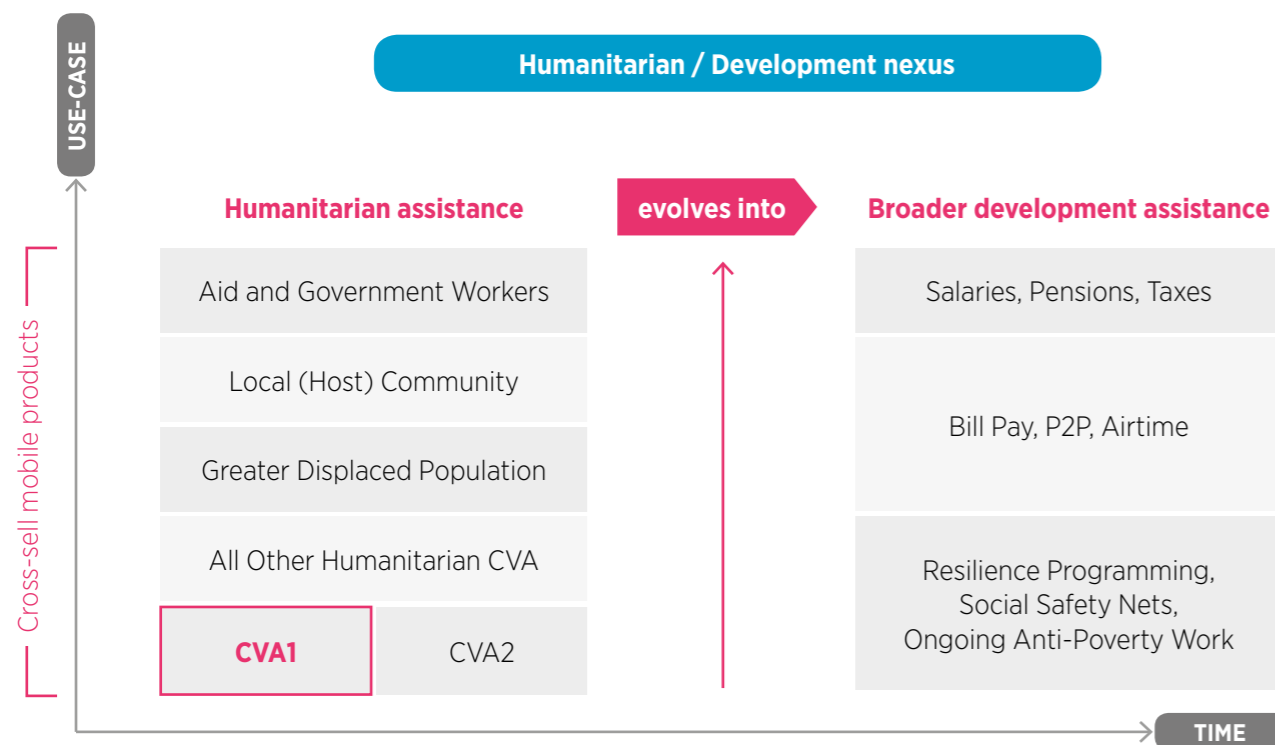 USE-CASE
Humanitarian / Development nexus
Humanitarian assistance
evolves into
Broader development assistance
Cross-sell mobile products
Aid and Government Workers
Local (Host) Community
Greater Displaced Population
All Other Humanitarian CVA
CVA1
CVA2
Salaries, Pensions, Taxes
Bill Pay, P2P, Airtime
Resilience Programming,
Social Safety Nets,
Ongoing Anti-Poverty Work
TIME